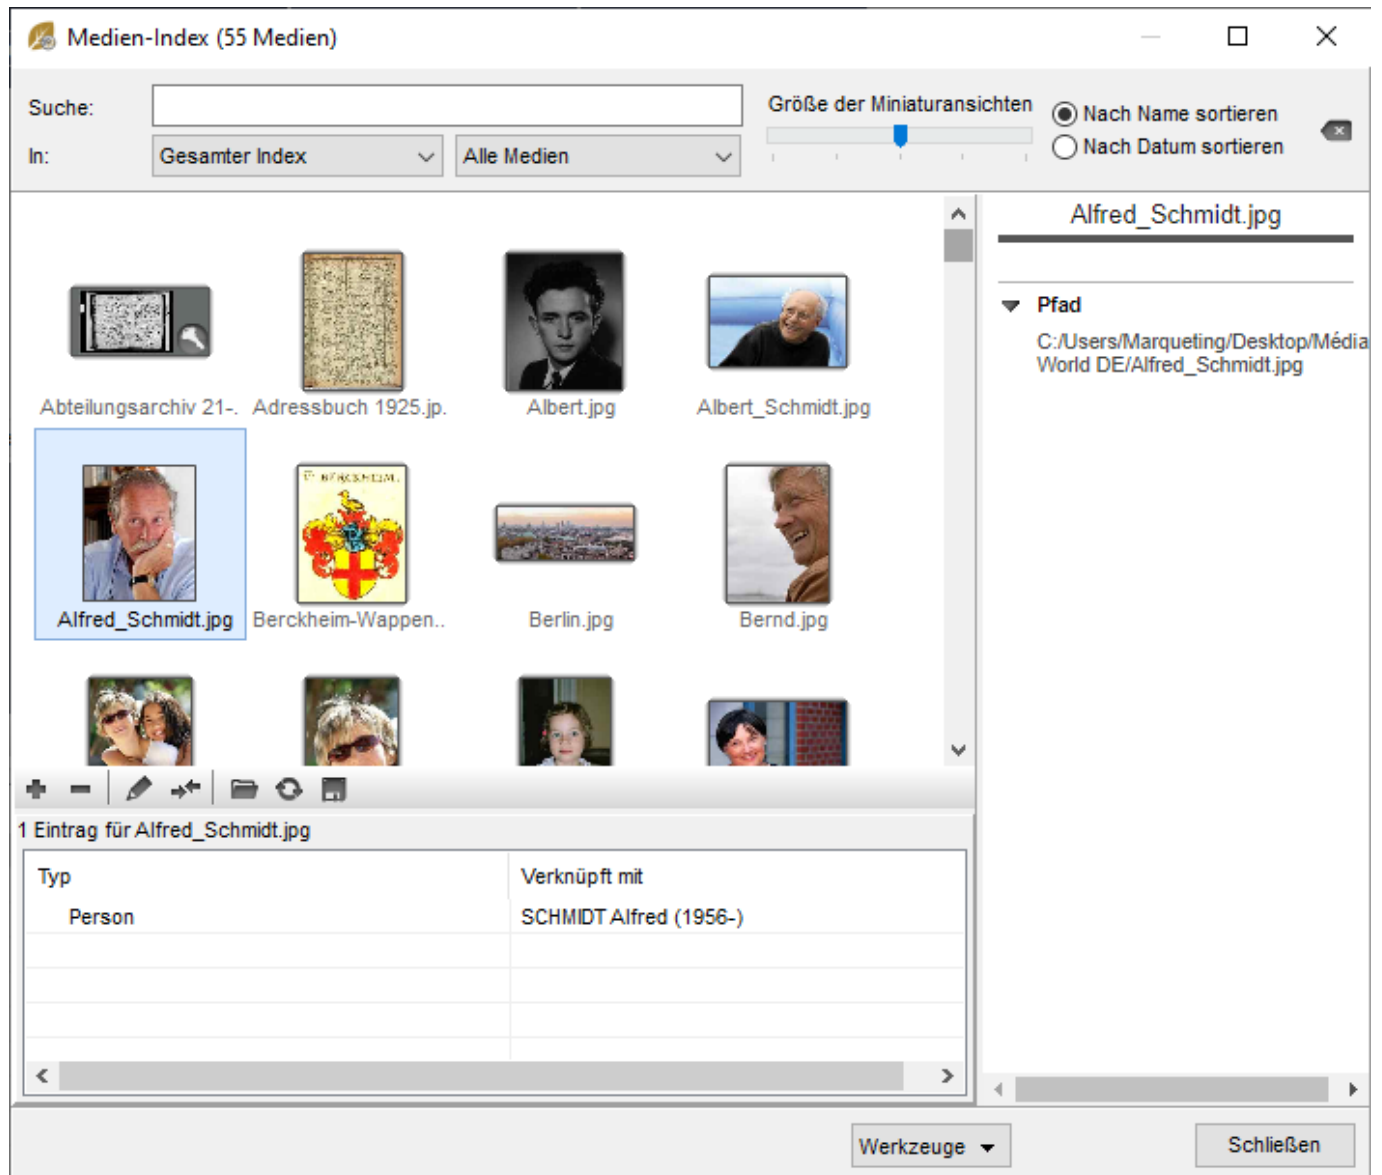 Medien-Index (55 Medien)
Suche:
Größe der Miniaturansichten
Nach Name sortieren
In:
Gesamter Index
Alle Medien
Nach Datum sortieren
Abteilungsarchiv 21-.
Adressbuch 1925.jp.
Albert.jpg
Albert_Schmidt.jpg
BERCKHEIM.
Alfred_Schmidt.jpg
Berckheim-Wappen..
Berlin.jpg
Bernd.jpg
1 Eintrag für Alfred_Schmidt.jpg
Typ
Verknüpft mit
Person
SCHMIDT Alfred (1956-)
Alfred_Schmidt.jpg
Pfad
C:/Users/Marqueting/Desktop/Média
World DE/Alfred_Schmidt.jpg
Werkzeuge
Schließen